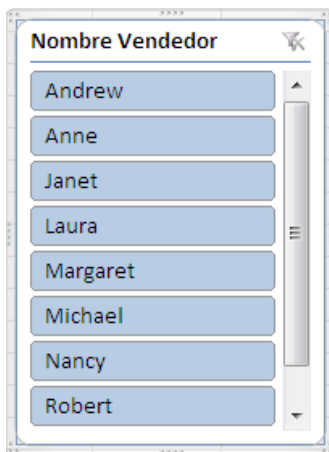 Nombre Vendedor
Andrew
Anne
Janet
Laura
Margaret
Michael
Nancy
Robert